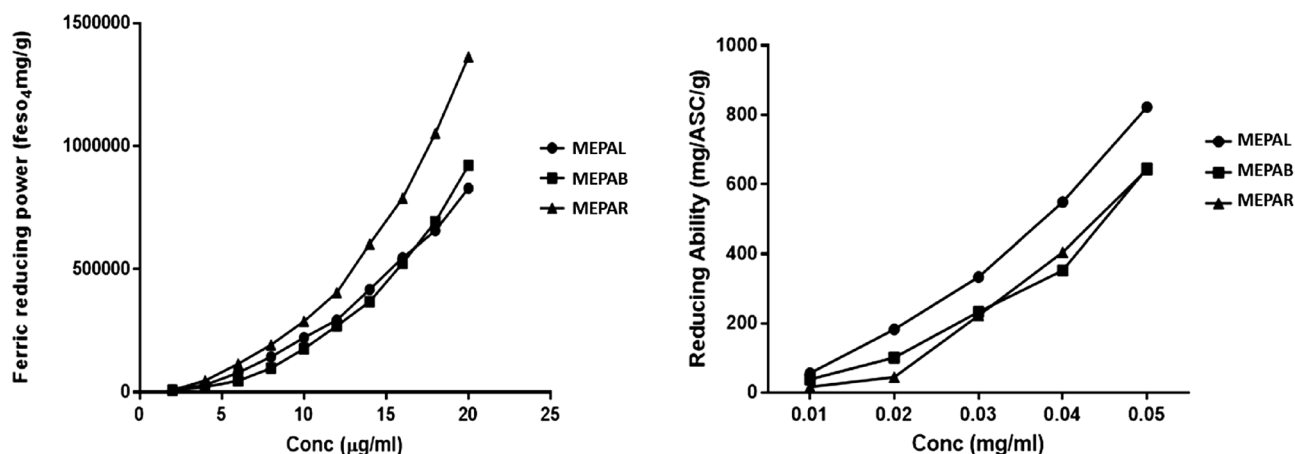 Ferric reducing power (feso₄mg/g)
1500000
1000000
500000
0
0 5 10 15 20 25
Conc (μg/ml)
MEPAL
MEPAB
MEPAR
Reducing Ability (mg/ASC/g)
1000
800
600
400
200
0
0.01 0.02 0.03 0.04 0.05
Conc (mg/ml)
MEPAL
MEPAB
MEPAR